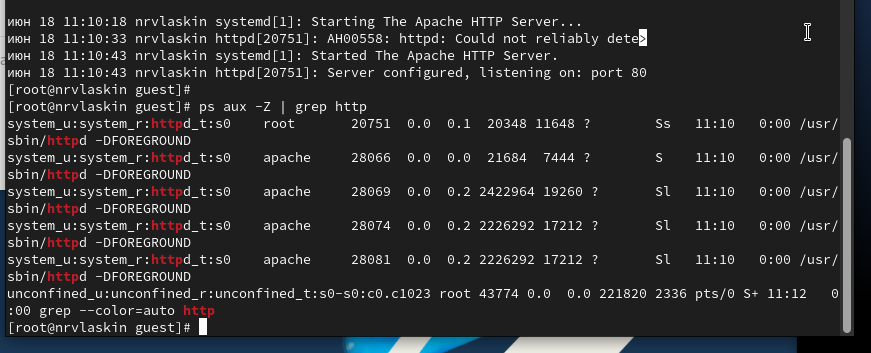 июн 18 11:10:18 nrvlaskin systemd[1]: Starting The Apache HTTP Server...
июн 18 11:10:33 nrvlaskin httpd[20751]: AH00558: httpd: Could not reliably dete>
июн 18 11:10:43 nrvlaskin systemd[1]: Started The Apache HTTP Server.
июн 18 11:10:43 nrvlaskin httpd[20751]: Server configured, listening on: port 80
[root@nrvlaskin guest]#
[root@nrvlaskin guest]# ps aux -Z | grep http
system_u:system_r:httpd_t:s0    root       20751  0.0  0.1  20348 11648 ?        Ss   11:10   0:00 /usr/
sbin/httpd -DFOREGROUND
system_u:system_r:httpd_t:s0    apache     28066  0.0  0.0  21684  7444 ?        S    11:10   0:00 /usr/
sbin/httpd -DFOREGROUND
system_u:system_r:httpd_t:s0    apache     28069  0.0  0.2 2422964 19260 ?       Sl   11:10   0:00 /usr/
sbin/httpd -DFOREGROUND
system_u:system_r:httpd_t:s0    apache     28074  0.0  0.2 2226292 17212 ?       Sl   11:10   0:00 /usr/
sbin/httpd -DFOREGROUND
system_u:system_r:httpd_t:s0    apache     28081  0.0  0.2 2226292 17212 ?       Sl   11:10   0:00 /usr/
sbin/httpd -DFOREGROUND
unconfined_u:unconfined_r:unconfined_t:s0-s0:c0.c1023 root 43774 0.0  0.0 221820 2336 pts/0 S+ 11:12   0
:00 grep --color=auto http
[root@nrvlaskin guest]#